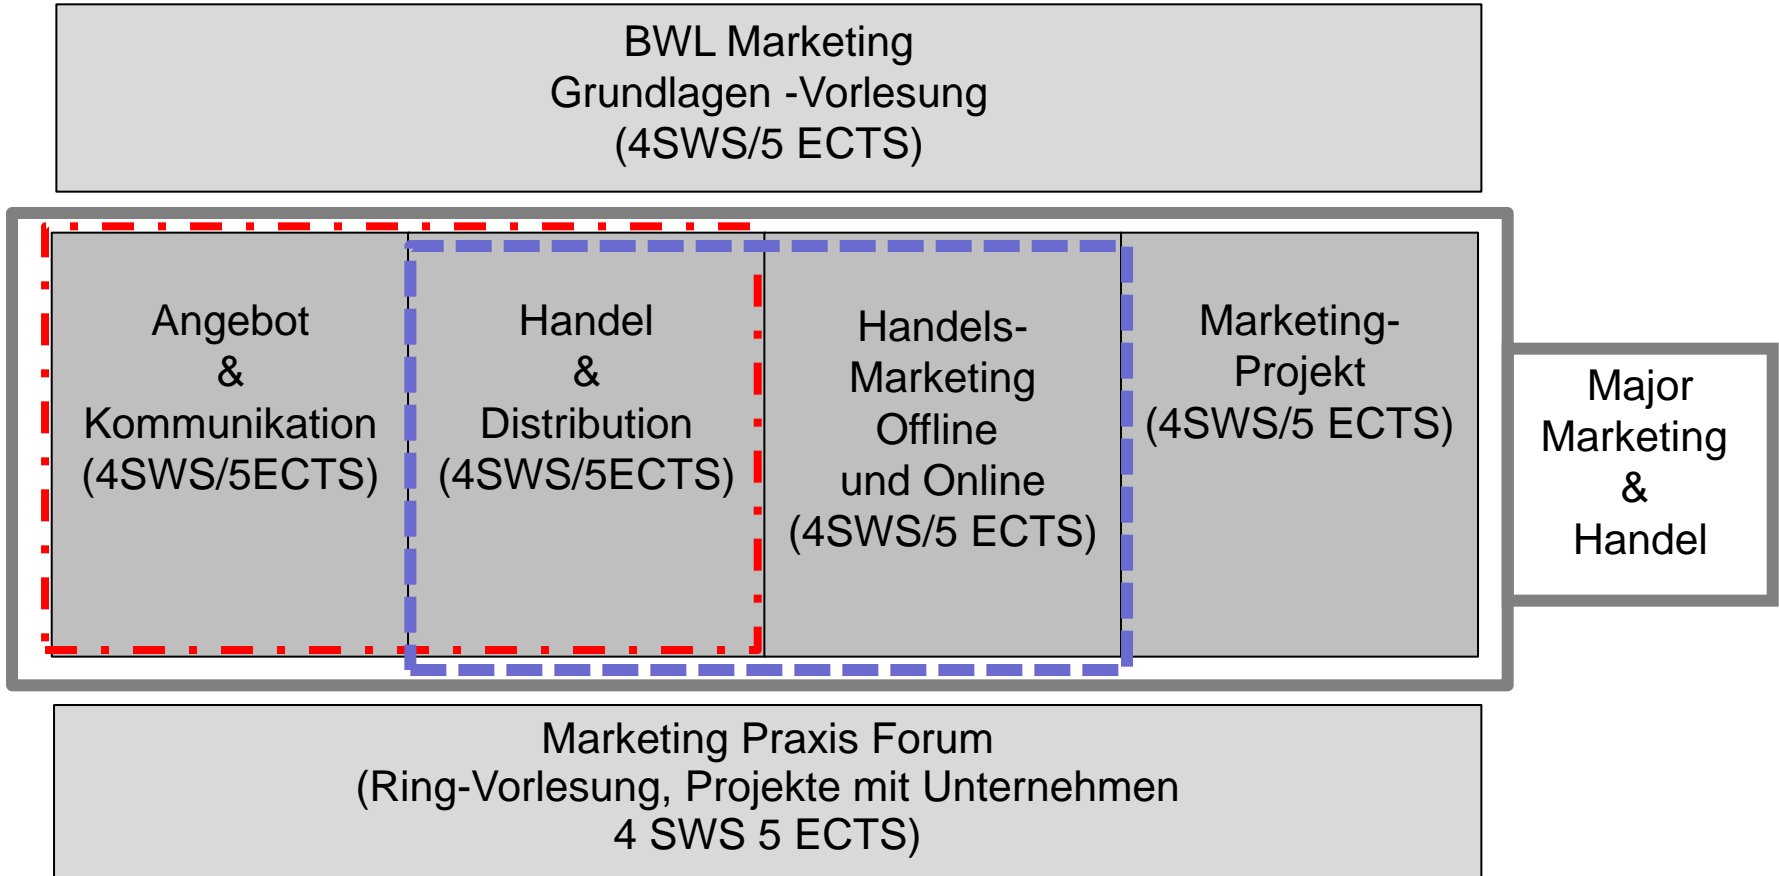 BWL Marketing
Grundlagen -Vorlesung
(4SWS/5 ECTS)
Angebot
&
Kommunikation
(4SWS/5ECTS)
Handel
&
Distribution
(4SWS/5ECTS)
Handels-
Marketing
Offline
und Online
(4SWS/5 ECTS)
Marketing-
Projekt
(4SWS/5 ECTS)
Major
Marketing
&
Handel
Marketing Praxis Forum
(Ring-Vorlesung, Projekte mit Unternehmen
4 SWS 5 ECTS)